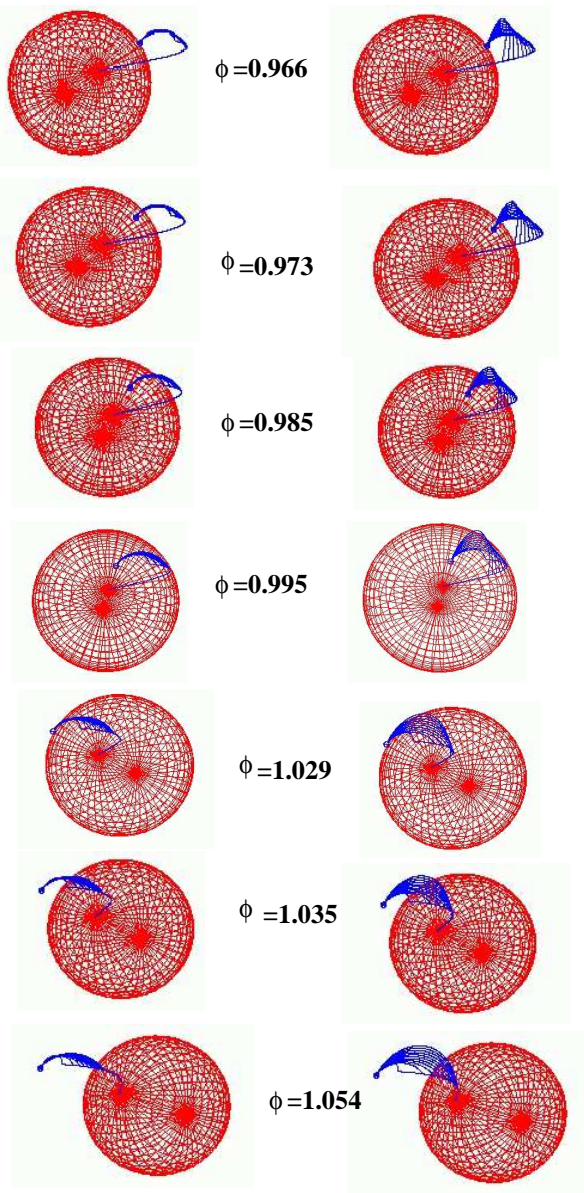 ϕ =0.966
ϕ =0.973
ϕ =0.985
ϕ =0.995
ϕ =1.029
ϕ =1.035
ϕ =1.054